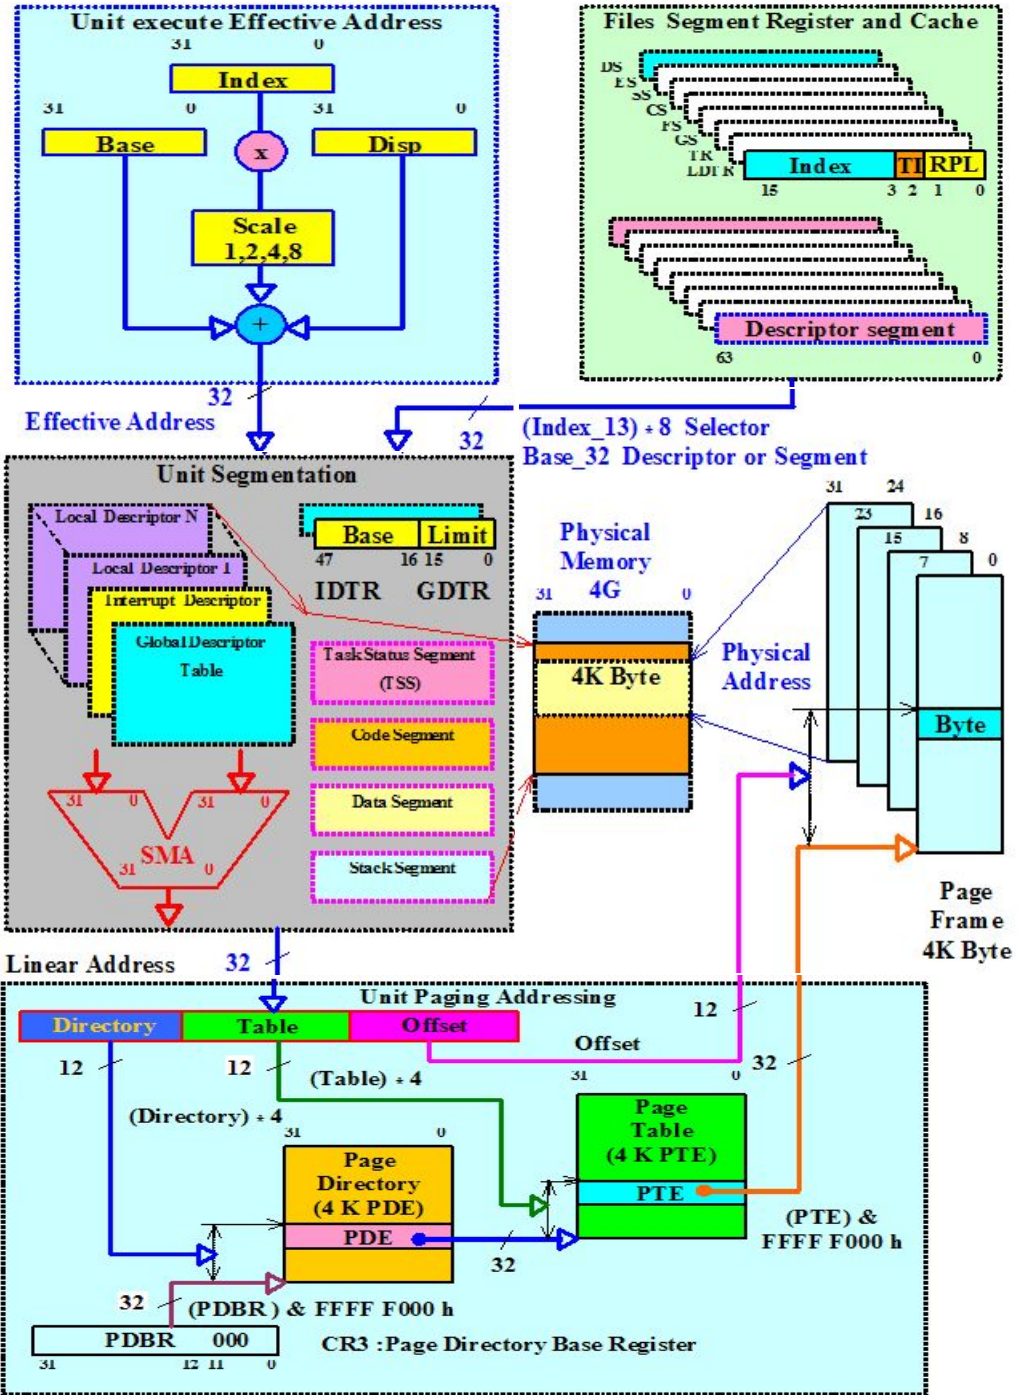 Unit execute Effective Address
31 0
Index
31 0
31 0
Base
x
Disp
Scale
1,2,4,8
+
32
Effective Address
Files Segment Register and Cache
DS
ES
SS
CS
FS
GS
TR
LDTR
Index TI RPL
15 3 2 1 0
Descriptor segment
63 0
32
(Index_13) * 8 Selector
Base_32 Descriptor or Segment
Unit Segmentation
Local Descriptor N
Local Descriptor 1
Interrupt Descriptor
Global Descriptor
Table
Base Limit
47 16 15 0
IDTR GDTR
Task Status Segment
(TSS)
Code Segment
Data Segment
Stack Segment
31 0 31 0
SMA
31 0
Physical
Memory
4G
31 0
4K Byte
31 24
23 16
15 8
7 0
Physical
Address
Byte
Page
Frame
4K Byte
Linear Address
32
Unit Paging Addressing
Directory Table Offset
12
12
Offset
12
32
(Table) * 4
(Directory) * 4
31 0
Page
Table
(4 K PTE)
PTE
31 0
Page
Directory
(4 K PDE)
PDE
32
(PTE) &
FFFF F000 h
32
(PDBR) & FFFF F000 h
PDBR 000
31 12 11 0
CR3 :Page Directory Base Register